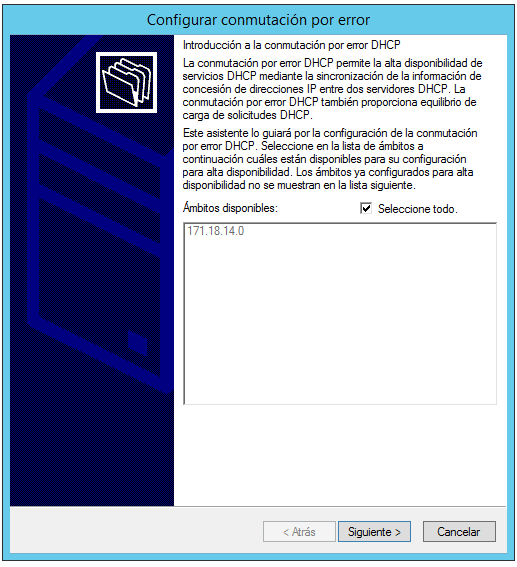 Configurar conmutación por error
Introducción a la conmutación por error DHCP
La conmutación por error DHCP permite la alta disponibilidad de
servicios DHCP mediante la sincronización de la información de
concesión de direcciones IP entre dos servidores DHCP. La
conmutación por error DHCP también proporciona equilibrio de
carga de solicitudes DHCP.
Este asistente lo guiará por la configuración de la conmutación
por error DHCP. Seleccione en la lista de ámbitos a
continuación cuáles están disponibles para su configuración
para alta disponibilidad. Los ámbitos ya configurados para alta
disponibilidad no se muestran en la lista siguiente.
Ámbitos disponibles: Seleccione todo.
171.18.14.0
< Atrás Siguiente > Cancelar